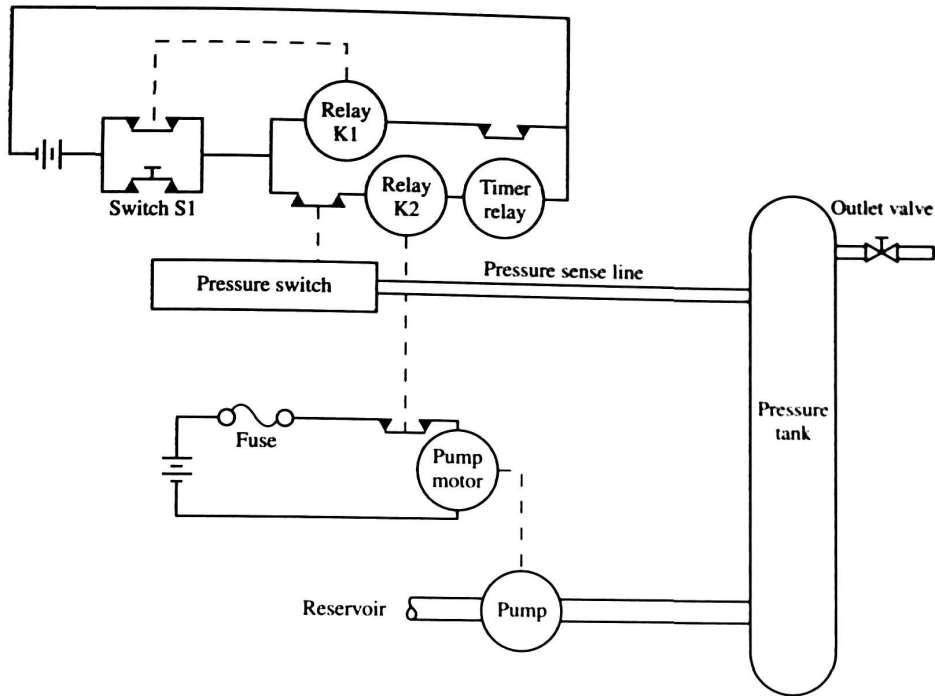 Relay
K1
Switch S1
Relay
K2
Timer
relay
Outlet valve
Pressure switch
Pressure sense line
Fuse
Pump
motor
Pressure
tank
Reservoir
Pump